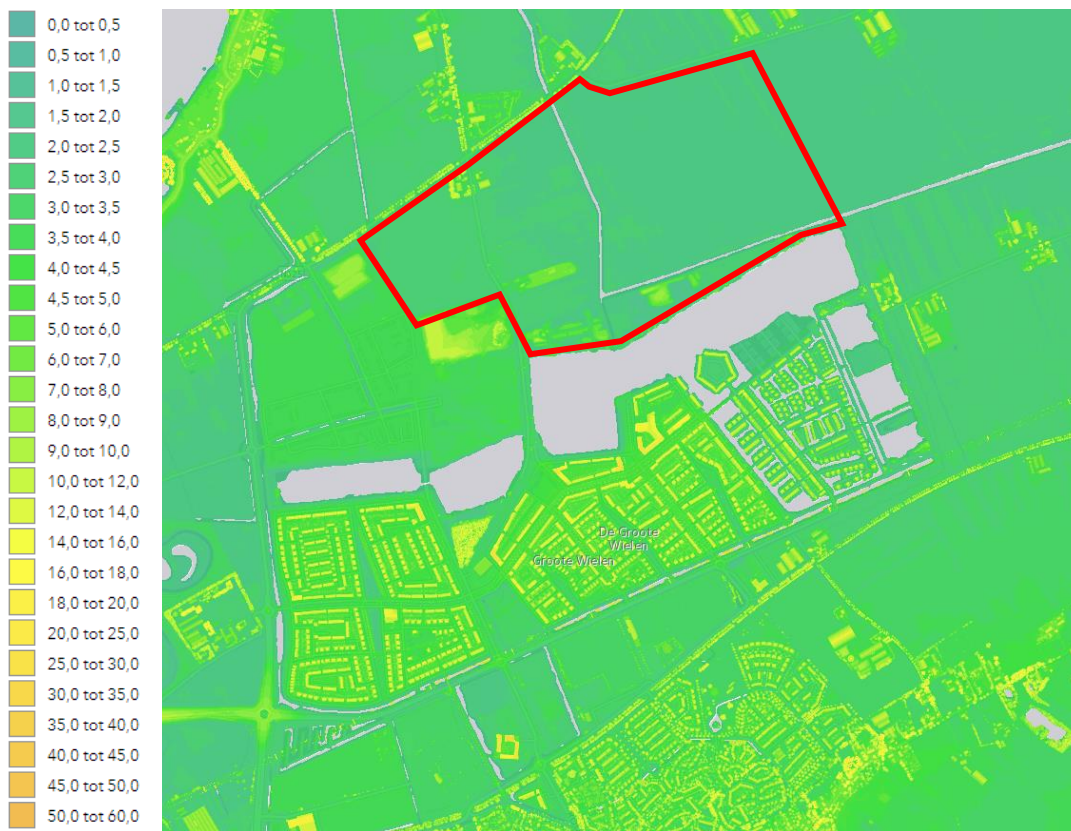 0,0 tot 0,5
0,5 tot 1,0
1,0 tot 1,5
1,5 tot 2,0
2,0 tot 2,5
2,5 tot 3,0
3,0 tot 3,5
3,5 tot 4,0
4,0 tot 4,5
4,5 tot 5,0
5,0 tot 6,0
6,0 tot 7,0
7,0 tot 8,0
8,0 tot 9,0
9,0 tot 10,0
10,0 tot 12,0
12,0 tot 14,0
14,0 tot 16,0
16,0 tot 18,0
18,0 tot 20,0
20,0 tot 25,0
25,0 tot 30,0
30,0 tot 35,0
35,0 tot 40,0
40,0 tot 45,0
45,0 tot 50,0
50,0 tot 60,0
De Groote
Wielen
Groote Wielen